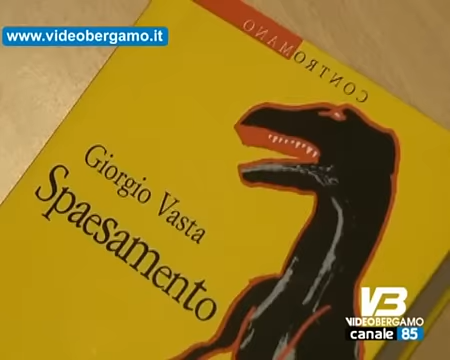 www.videobergamo.it
CONTROMANO
Giorgio Vasta
Spaesamento
VB
VIDEOBERGAMO
canale 85